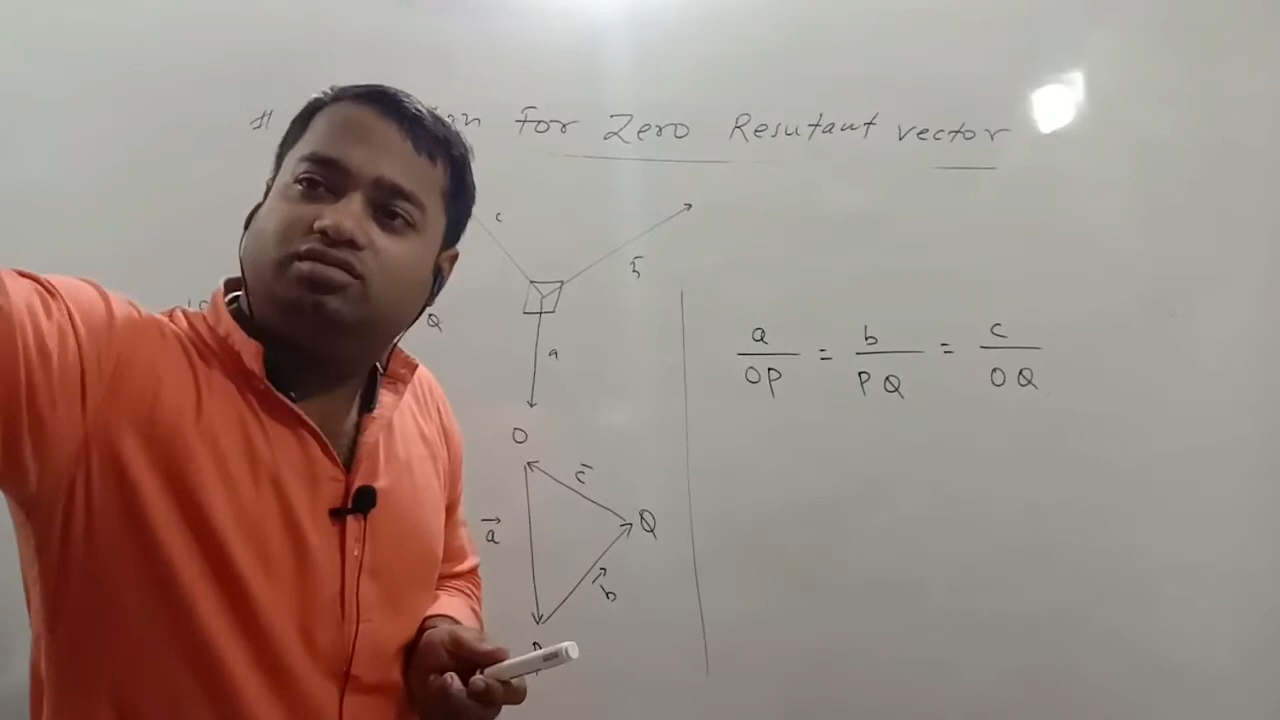 # For Zero Resutant vector
c
b
Q
a
a/OP = b/PQ = c/OQ
O
c
a
Q
b